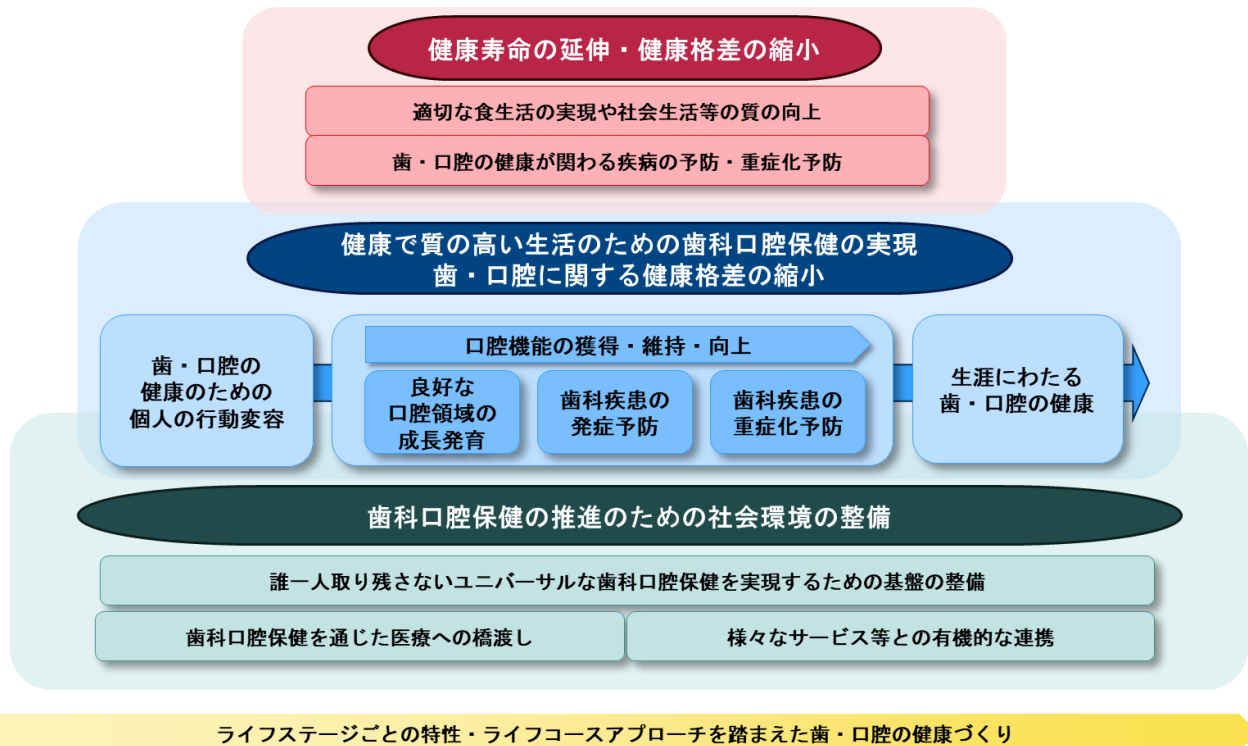 健康寿命の延伸・健康格差の縮小
適切な食生活の実現や社会生活等の質の向上
歯・口腔の健康が関わる疾病の予防・重症化予防
健康で質の高い生活のための歯科口腔保健の実現
歯・口腔に関する健康格差の縮小
歯・口腔の
健康のための
個人の行動変容
口腔機能の獲得・維持・向上
良好な
口腔領域の
成長発育
歯科疾患の
発症予防
歯科疾患の
重症化予防
生涯にわたる
歯・口腔の健康
歯科口腔保健の推進のための社会環境の整備
誰一人取り残さないユニバーサルな歯科口腔保健を実現するための基盤の整備
歯科口腔保健を通じた医療への橋渡し
様々なサービス等との有機的な連携
ライフステージごとの特性・ライフコースアプローチを踏まえた歯・口腔の健康づくり